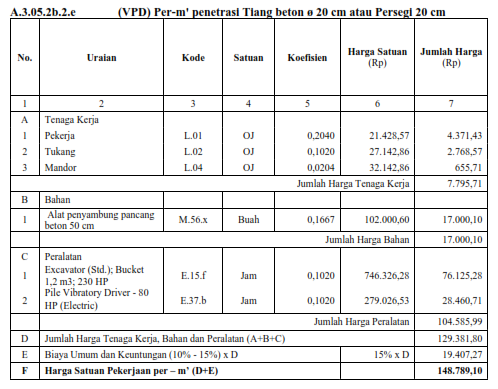 A.3.05.2b.2.e (VPD) Per-m' penetrasi Tiang beton ø 20 cm atau Persegi 20 cm
No. Uraian Kode Satuan Koefisien Harga Satuan (Rp) Jumlah Harga (Rp)
1 2 3 4 5 6 7
A Tenaga Kerja
1 Pekerja L.01 OJ 0,2040 21.428,57 4.371,43
2 Tukang L.02 OJ 0,1020 27.142,86 2.768,57
3 Mandor L.04 OJ 0,0204 32.142,86 655,71
Jumlah Harga Tenaga Kerja 7.795,71
B Bahan
1 Alat penyambung pancang beton 50 cm M.56.x Buah 0,1667 102.000,60 17.000,10
Jumlah Harga Bahan 17.000,10
C Peralatan
1 Excavator (Std.); Bucket 1,2 m3; 230 HP E.15.f Jam 0,1020 746.326,28 76.125,28
2 Pile Vibratory Driver - 80 HP (Electric) E.37.b Jam 0,1020 279.026,53 28.460,71
Jumlah Harga Peralatan 104.585,99
D Jumlah Harga Tenaga Kerja, Bahan dan Peralatan (A+B+C) 129.381,80
E Biaya Umum dan Keuntungan (10% - 15%) x D 15% x D 19.407,27
F Harga Satuan Pekerjaan per – m' (D+E) 148.789,10